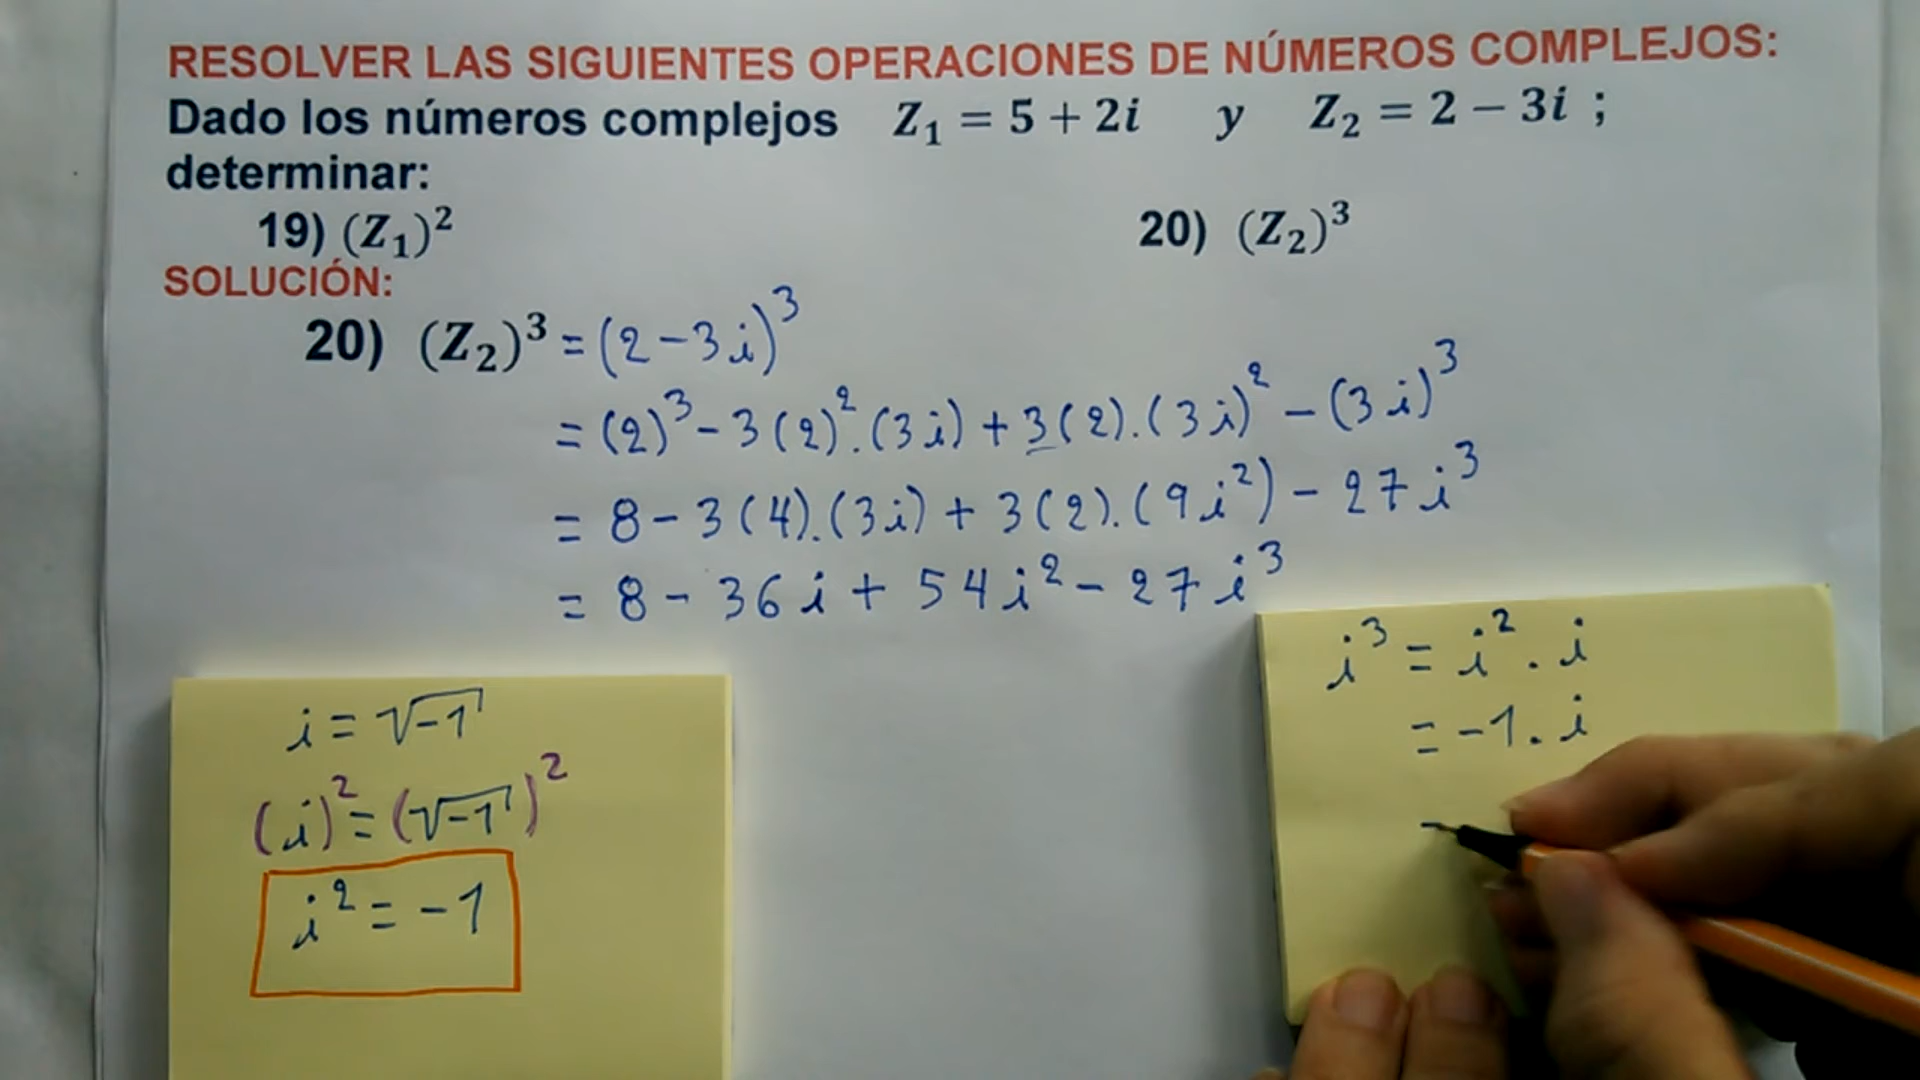 RESOLVER LAS SIGUIENTES OPERACIONES DE NÚMEROS COMPLEJOS:
Dado los números complejos Z₁ = 5 + 2i y Z₂ = 2 − 3i ;
determinar:
19) (Z₁)² 20) (Z₂)³
SOLUCIÓN:
20) (Z₂)³ = (2 − 3i)³
= (2)³ − 3(2)².(3i) + 3(2).(3i)² − (3i)³
= 8 − 3(4).(3i) + 3(2).(9i²) − 27i³
= 8 − 36i + 54i² − 27i³
i = √−1
(i)² = (√−1)²
i² = −1
i³ = i² . i
= −1 . i